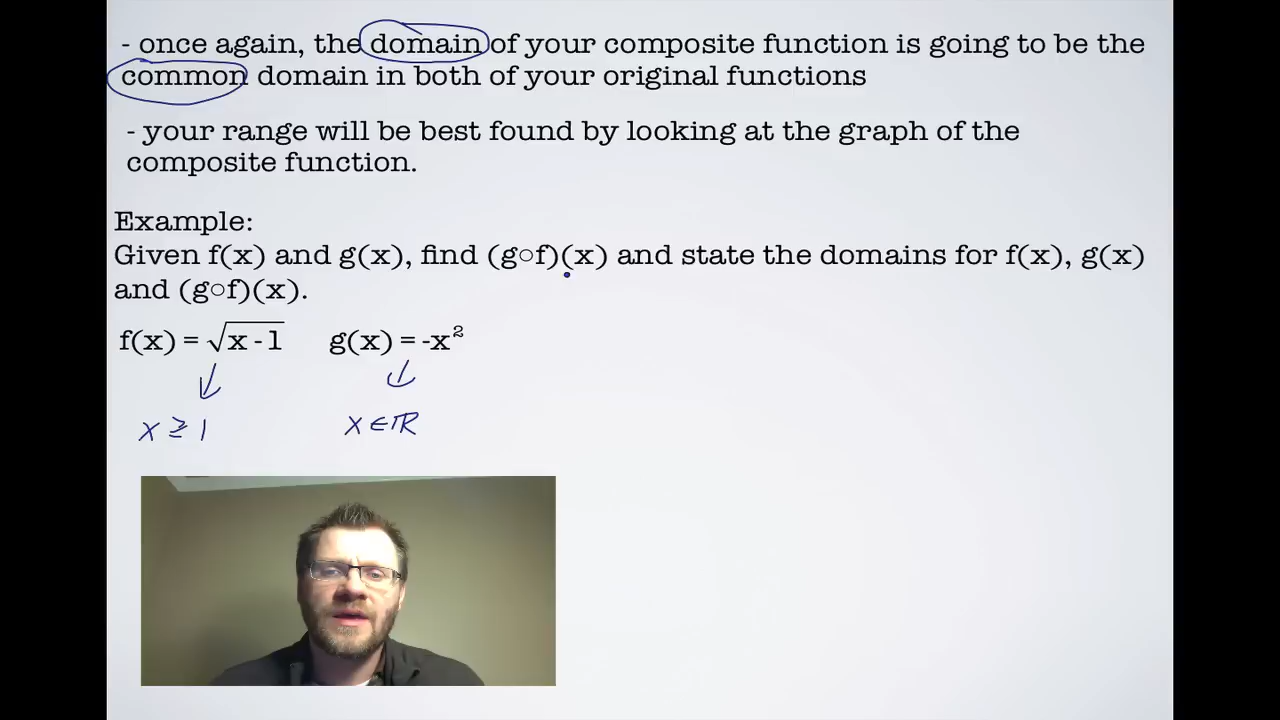 - once again, the domain of your composite function is going to be the
common domain in both of your original functions
- your range will be best found by looking at the graph of the
composite function.
Example:
Given f(x) and g(x), find (g○f)(x) and state the domains for f(x), g(x)
and (g○f)(x).
f(x) = √x - 1 g(x) = -x²
x ≥ 1 x ∈ ℝ